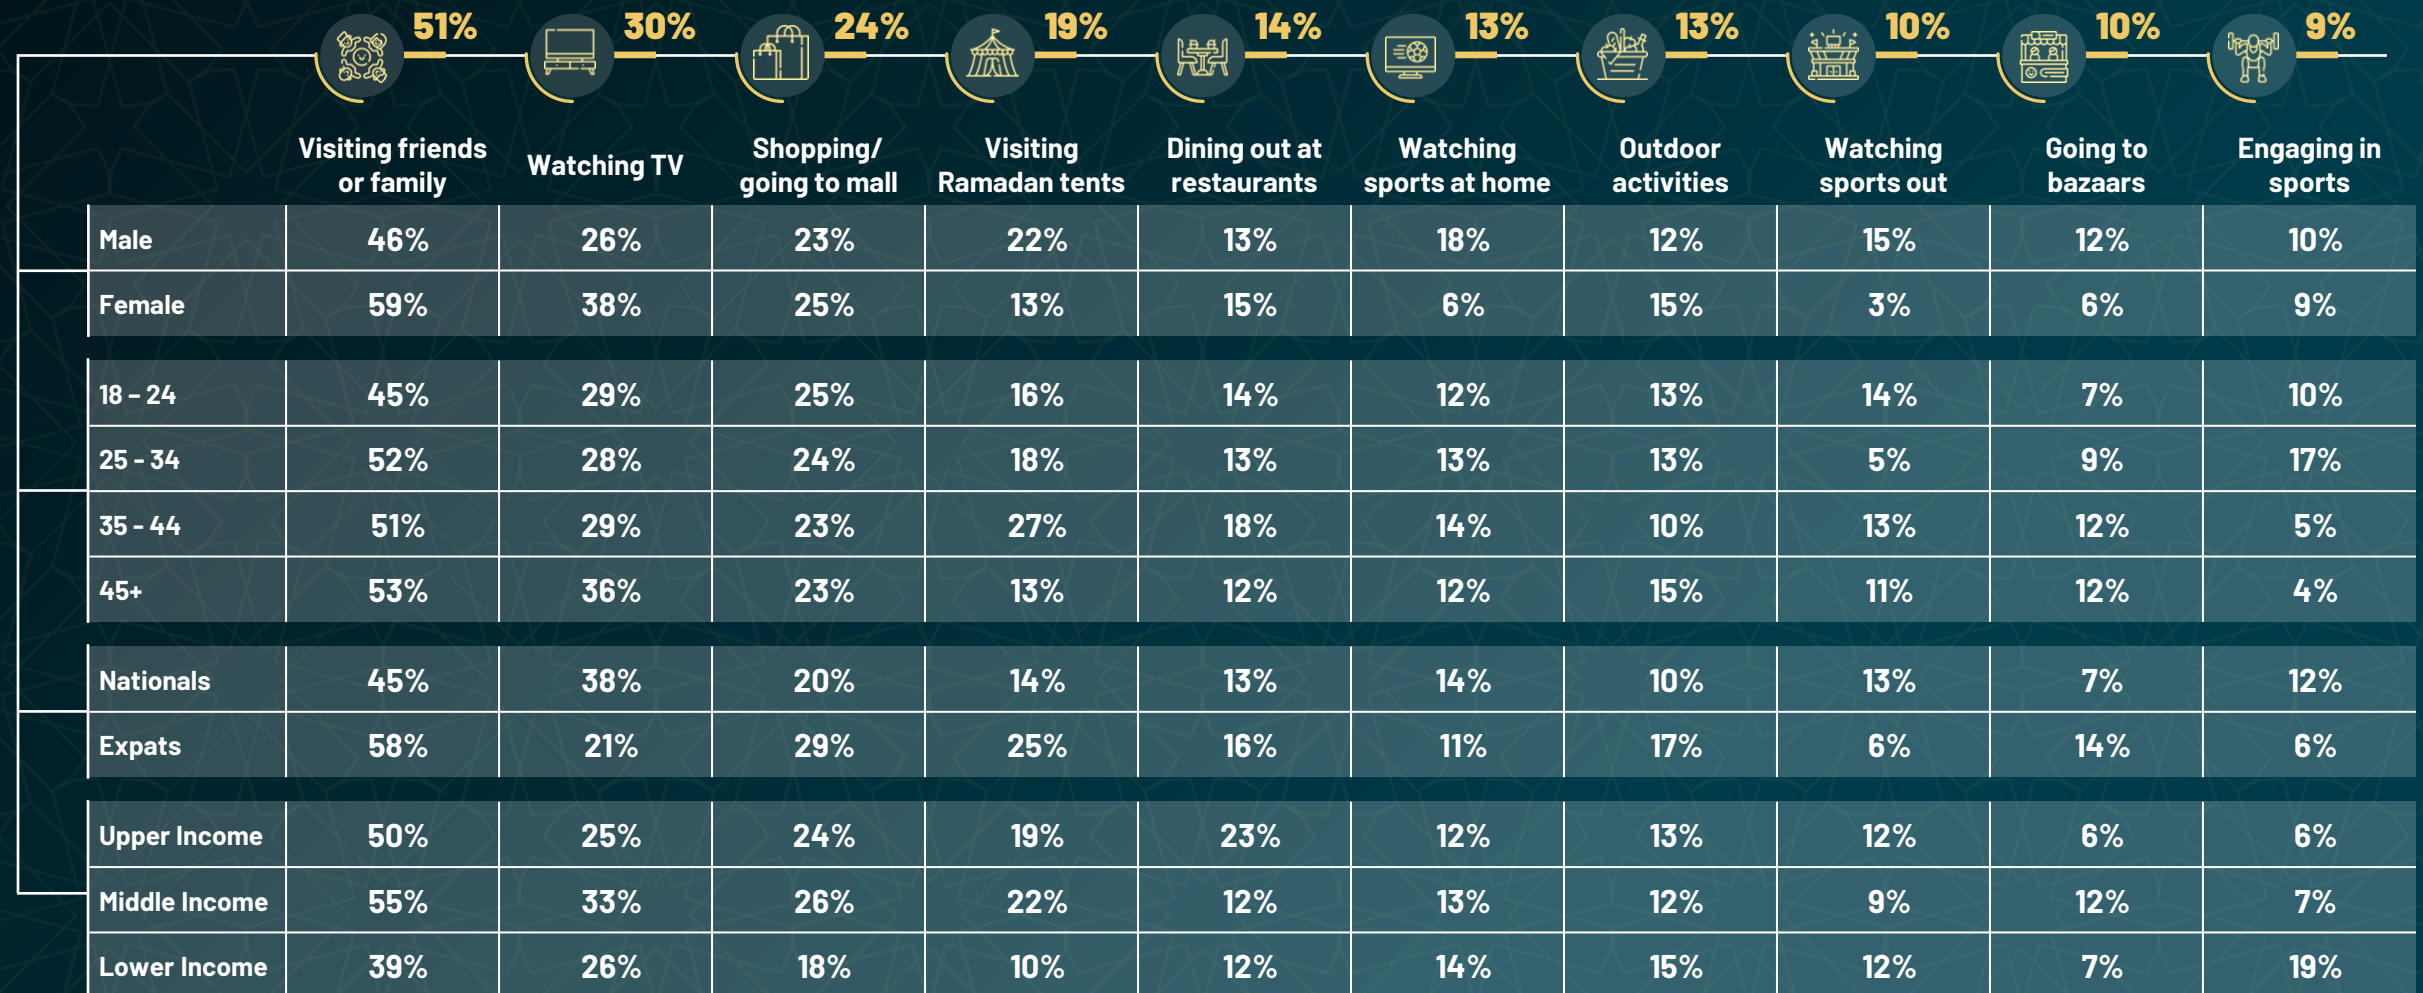 51% 30% 24% 19% 14% 13% 13% 10% 10% 9%
Visiting friends or family Watching TV Shopping/ going to mall Visiting Ramadan tents Dining out at restaurants Watching sports at home Outdoor activities Watching sports out Going to bazaars Engaging in sports
Male 46% 26% 23% 22% 13% 18% 12% 15% 12% 10%
Female 59% 38% 25% 13% 15% 6% 15% 3% 6% 9%
18 – 24 45% 29% 25% 16% 14% 12% 13% 14% 7% 10%
25 - 34 52% 28% 24% 18% 13% 13% 13% 5% 9% 17%
35 - 44 51% 29% 23% 27% 18% 14% 10% 13% 12% 5%
45+ 53% 36% 23% 13% 12% 12% 15% 11% 12% 4%
Nationals 45% 38% 20% 14% 13% 14% 10% 13% 7% 12%
Expats 58% 21% 29% 25% 16% 11% 17% 6% 14% 6%
Upper Income 50% 25% 24% 19% 23% 12% 13% 12% 6% 6%
Middle Income 55% 33% 26% 22% 12% 13% 12% 9% 12% 7%
Lower Income 39% 26% 18% 10% 12% 14% 15% 12% 7% 19%